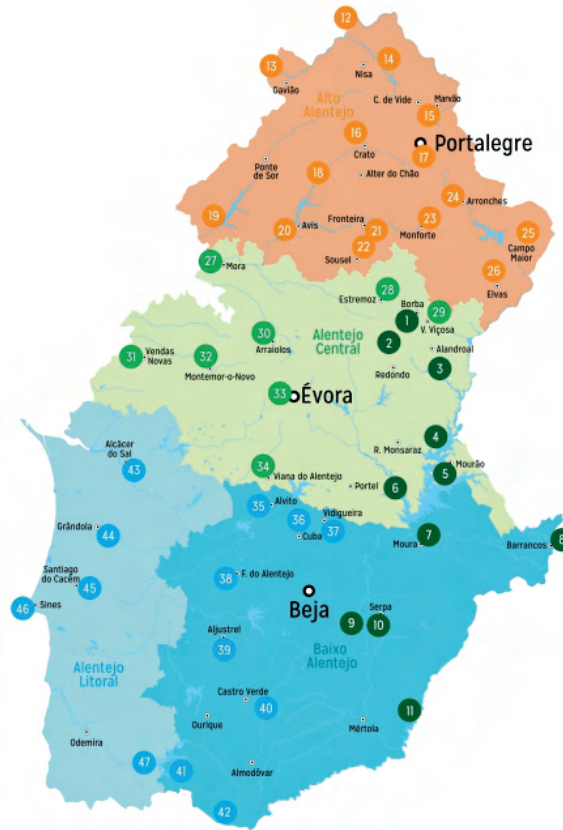 12
13
14
Nisa
Gavião
Alto
Alentejo
C. de Vide
Marvão
15
16
Crato
Portalegre
17
Ponte
de Sor
18
Alter do Chão
24
Arronches
19
20
Avis
Fronteira
21
23
Monforte
25
Campo
Maior
22
Sousel
26
Elvas
27
Mora
28
Estremoz
Borba
1
29
V. Viçosa
30
Arraiolos
Alentejo
Central
2
Alandroal
31
Vendas
Novas
32
Montemor-o-Novo
Redondo
3
33
Évora
Alcácer
do Sal
43
R. Monsaraz
4
34
Viana do Alentejo
Mourão
5
Portel
6
35
Alvito
36
Vidigueira
37
Cuba
Grândola
44
7
Moura
Barrancos
8
Santiago
do Cacém
45
38
F. do Alentejo
46
Sines
Beja
Serpa
9
10
Aljustrel
39
Baixo
Alentejo
Alentejo
Litoral
Castro Verde
40
Ourique
11
Mértola
Odemira
47
41
Almodôvar
42